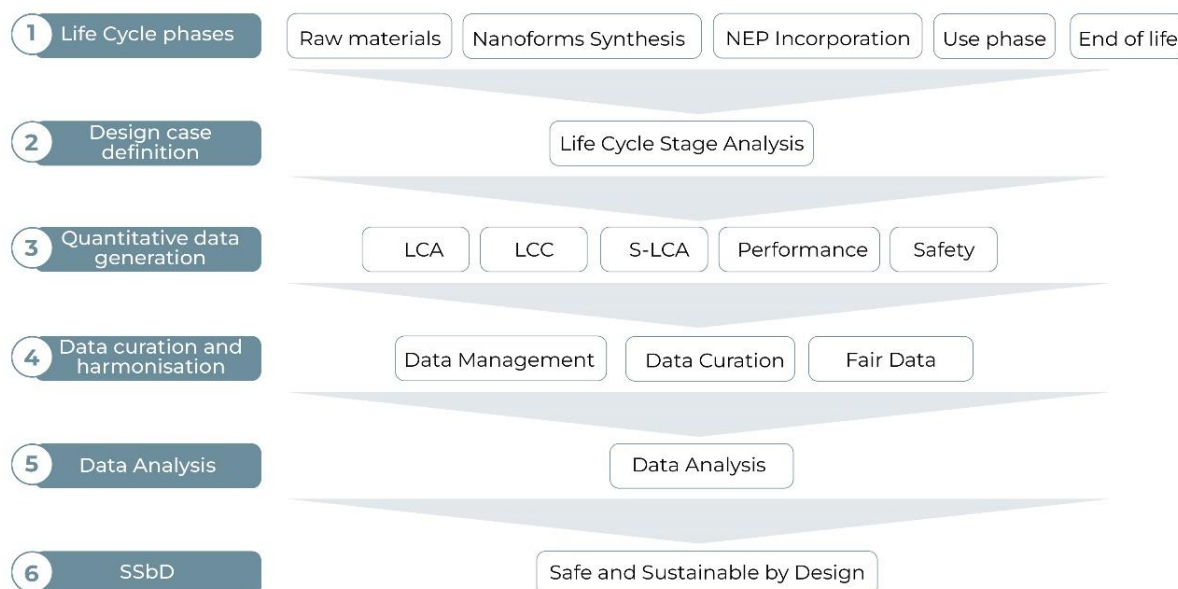 1 Life Cycle phases
Raw materials Nanoforms Synthesis NEP Incorporation Use phase End of life
2 Design case
definition
Life Cycle Stage Analysis
3 Quantitative data
generation
LCA LCC S-LCA Performance Safety
4 Data curation and
harmonisation
Data Management Data Curation Fair Data
5 Data Analysis
Data Analysis
6 SSbD
Safe and Sustainable by Design